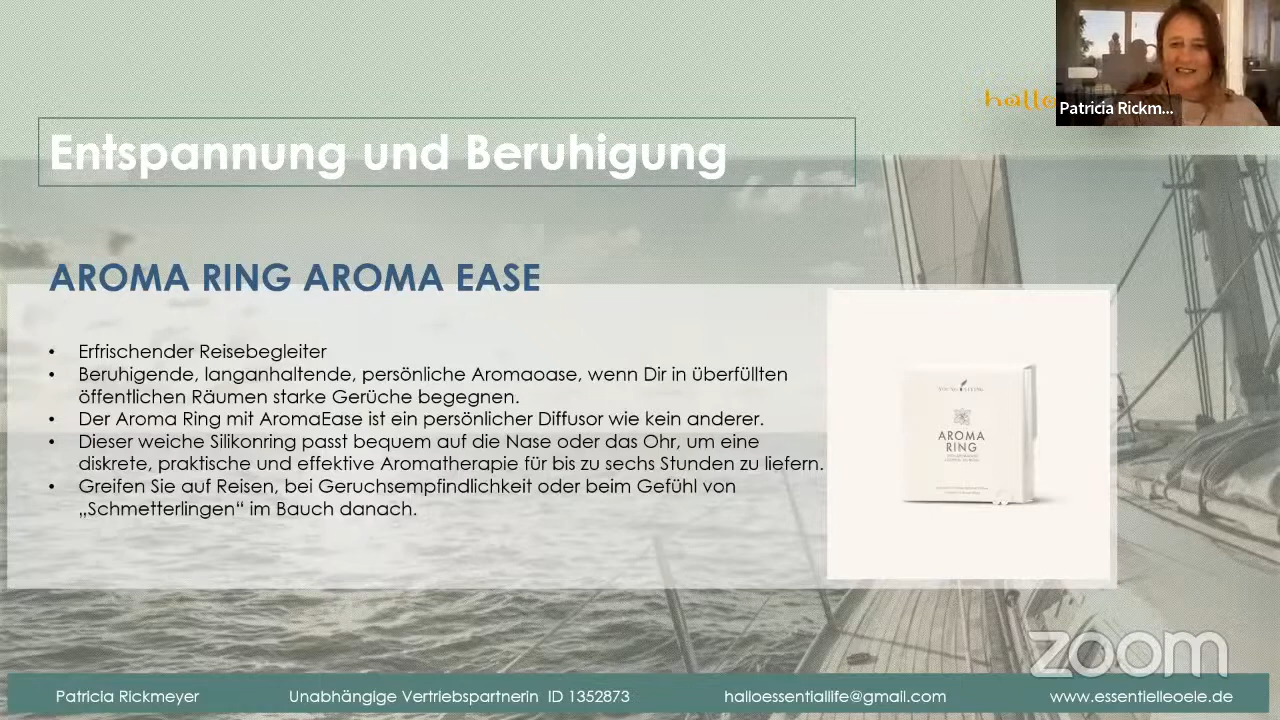 hallo
Patricia Rickm...
Entspannung und Beruhigung
AROMA RING AROMA EASE
• Erfrischender Reisebegleiter
• Beruhigende, langanhaltende, persönliche Aromaoase, wenn Dir in überfüllten
öffentlichen Räumen starke Gerüche begegnen.
• Der Aroma Ring mit AromaEase ist ein persönlicher Diffusor wie kein anderer.
• Dieser weiche Silikonring passt bequem auf die Nase oder das Ohr, um eine
diskrete, praktische und effektive Aromatherapie für bis zu sechs Stunden zu liefern.
• Greifen Sie auf Reisen, bei Geruchsempfindlichkeit oder beim Gefühl von
„Schmetterlingen“ im Bauch danach.
YOUNG LIVING
AROMA
RING
zoom
Patricia Rickmeyer Unabhängige Vertriebspartnerin ID 1352873 halloessentiallife@gmail.com www.essentielleoele.de